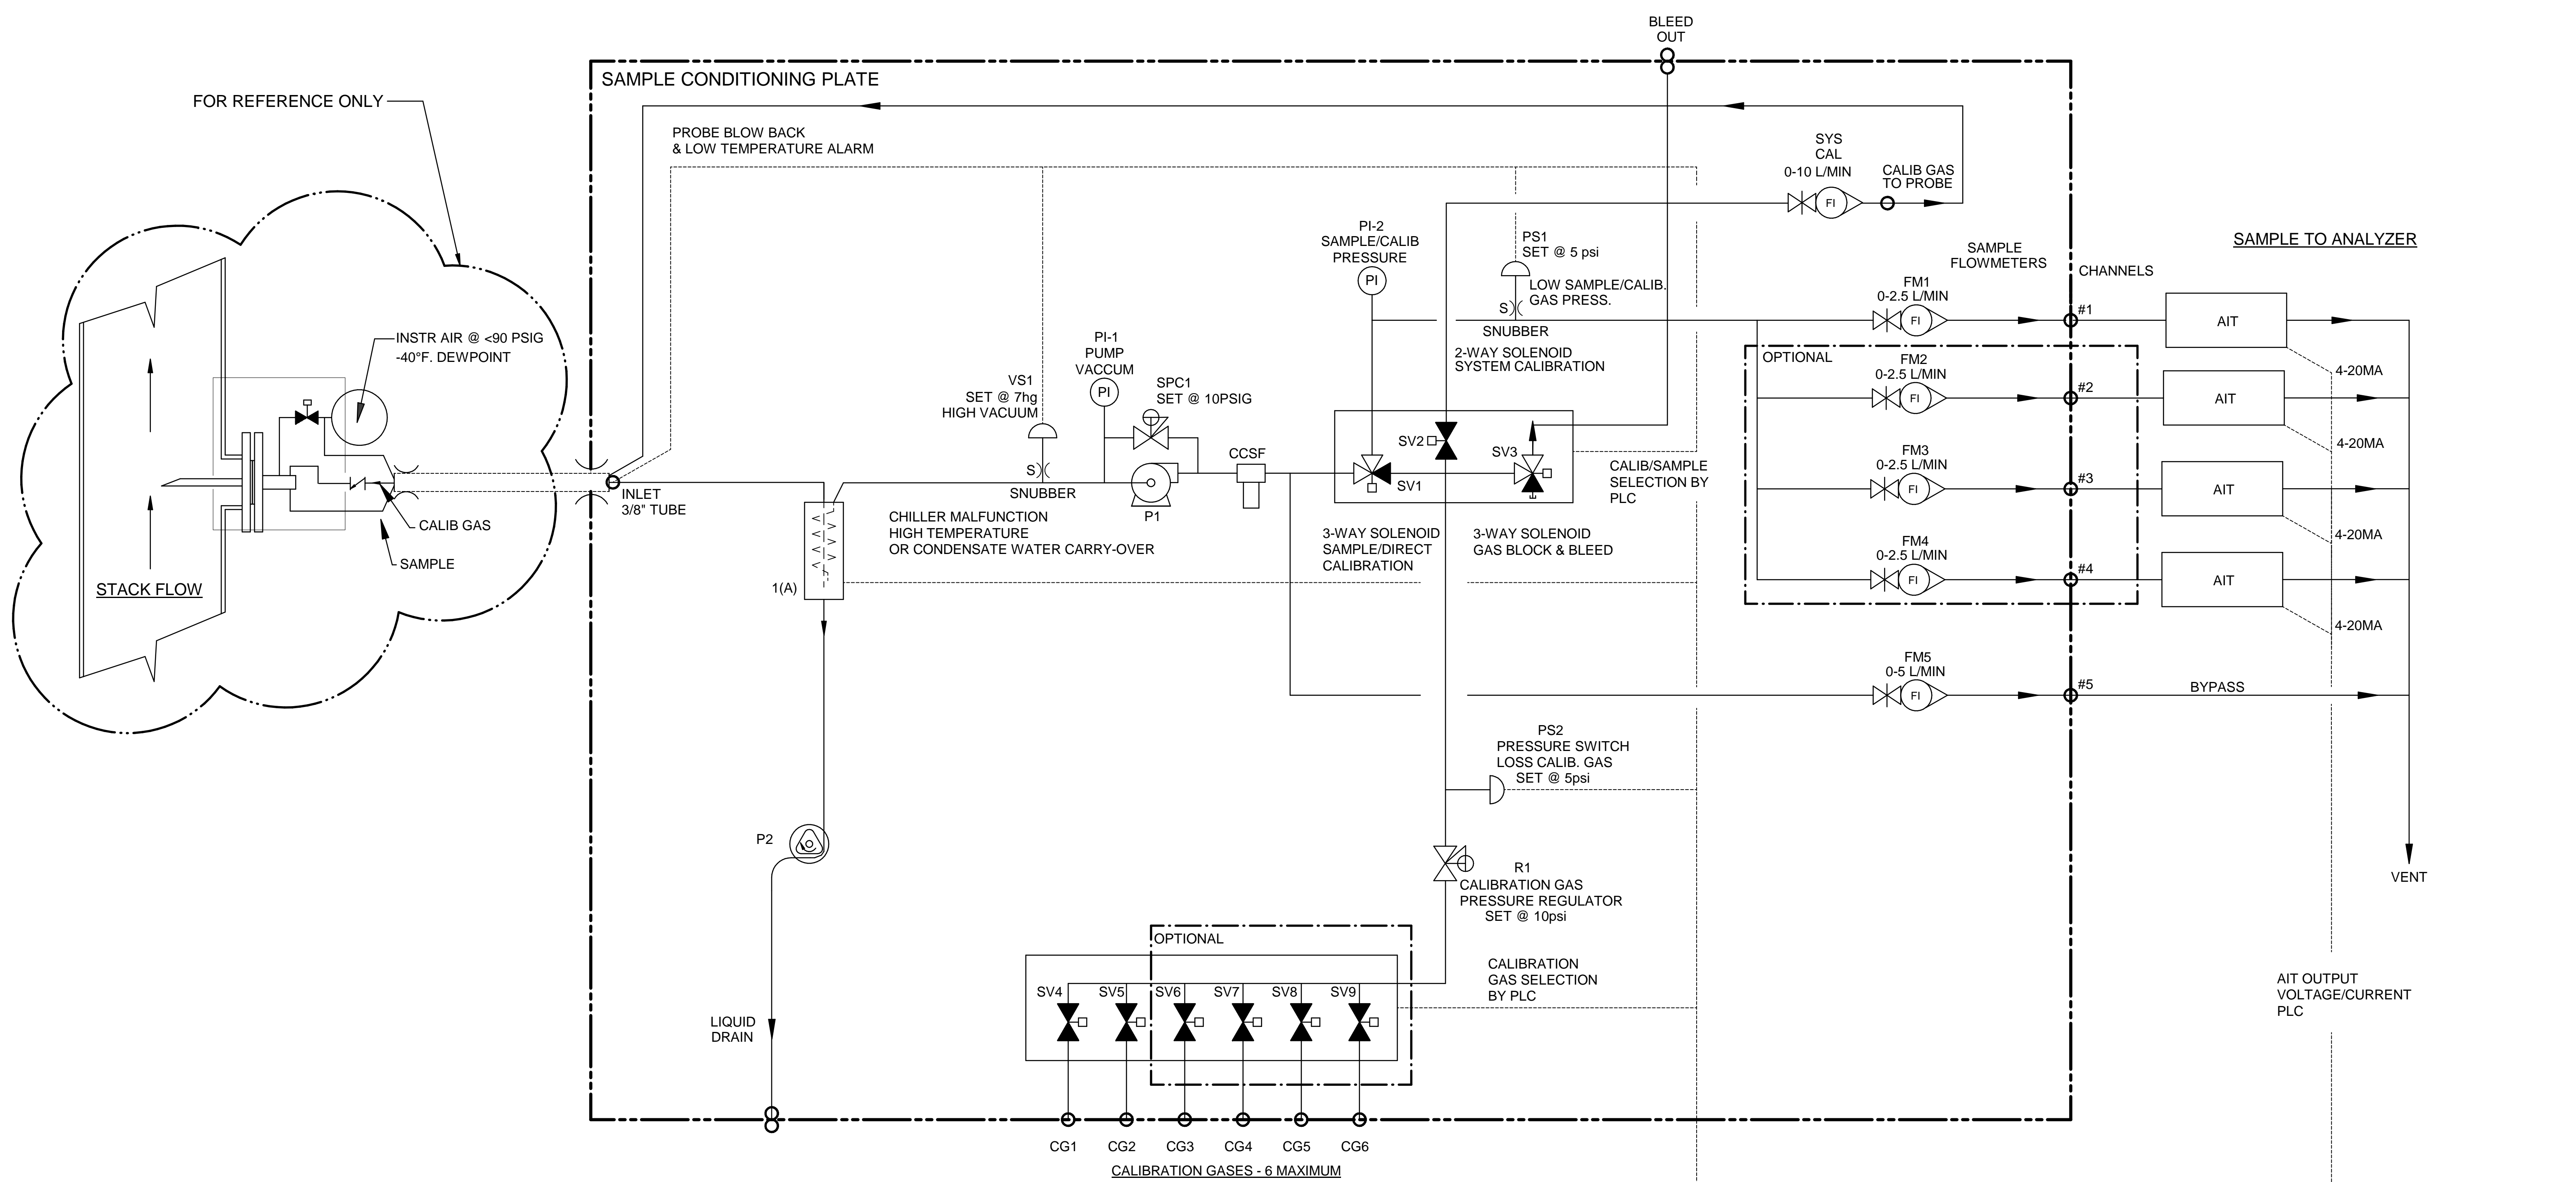 BLEED
OUT
SAMPLE CONDITIONING PLATE
FOR REFERENCE ONLY
PROBE BLOW BACK
& LOW TEMPERATURE ALARM
SYS
CAL
0-10 L/MIN
FI
CALIB GAS
TO PROBE
PI-2
SAMPLE/CALIB
PRESSURE
PI
PS1
SET @ 5 psi
LOW SAMPLE/CALIB.
GAS PRESS.
S
SNUBBER
SAMPLE
FLOWMETERS
CHANNELS
SAMPLE TO ANALYZER
FM1
0-2.5 L/MIN
FI
#1
AIT
4-20MA
INSTR AIR @ <90 PSIG
-40°F. DEWPOINT
PI-1
PUMP
VACCUM
PI
VS1
SET @ 7hg
HIGH VACUUM
SPC1
SET @ 10PSIG
2-WAY SOLENOID
SYSTEM CALIBRATION
OPTIONAL
FM2
0-2.5 L/MIN
FI
#2
AIT
4-20MA
S
SNUBBER
P1
CCSF
SV2
SV3
SV1
CALIB/SAMPLE
SELECTION BY
PLC
FM3
0-2.5 L/MIN
FI
#3
AIT
4-20MA
INLET
3/8" TUBE
CALIB GAS
SAMPLE
STACK FLOW
CHILLER MALFUNCTION
HIGH TEMPERATURE
OR CONDENSATE WATER CARRY-OVER
1(A)
3-WAY SOLENOID
SAMPLE/DIRECT
CALIBRATION
3-WAY SOLENOID
GAS BLOCK & BLEED
FM4
0-2.5 L/MIN
FI
#4
AIT
4-20MA
FM5
0-5 L/MIN
FI
#5
BYPASS
PS2
PRESSURE SWITCH
LOSS CALIB. GAS
SET @ 5psi
P2
R1
CALIBRATION GAS
PRESSURE REGULATOR
SET @ 10psi
VENT
OPTIONAL
CALIBRATION
GAS SELECTION
BY PLC
AIT OUTPUT
VOLTAGE/CURRENT
PLC
SV4
SV5
SV6
SV7
SV8
SV9
LIQUID
DRAIN
CG1
CG2
CG3
CG4
CG5
CG6
CALIBRATION GASES - 6 MAXIMUM